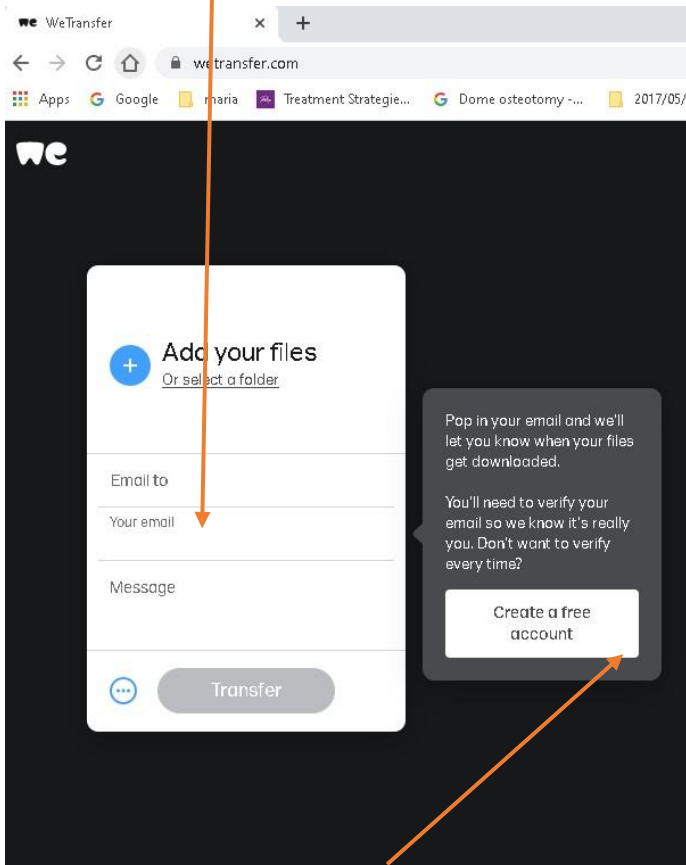 we WeTransfer × +
wetransfer.com
Apps G Google maria Treatment Strategie... G Dome osteotomy -... 2017/05/
we
+ Add your files
Or select a folder
Email to
Your email
Message
Transfer
Pop in your email and we'll
let you know when your files
get downloaded.
You'll need to verify your
email so we know it's really
you. Don't want to verify
every time?
Create a free
account